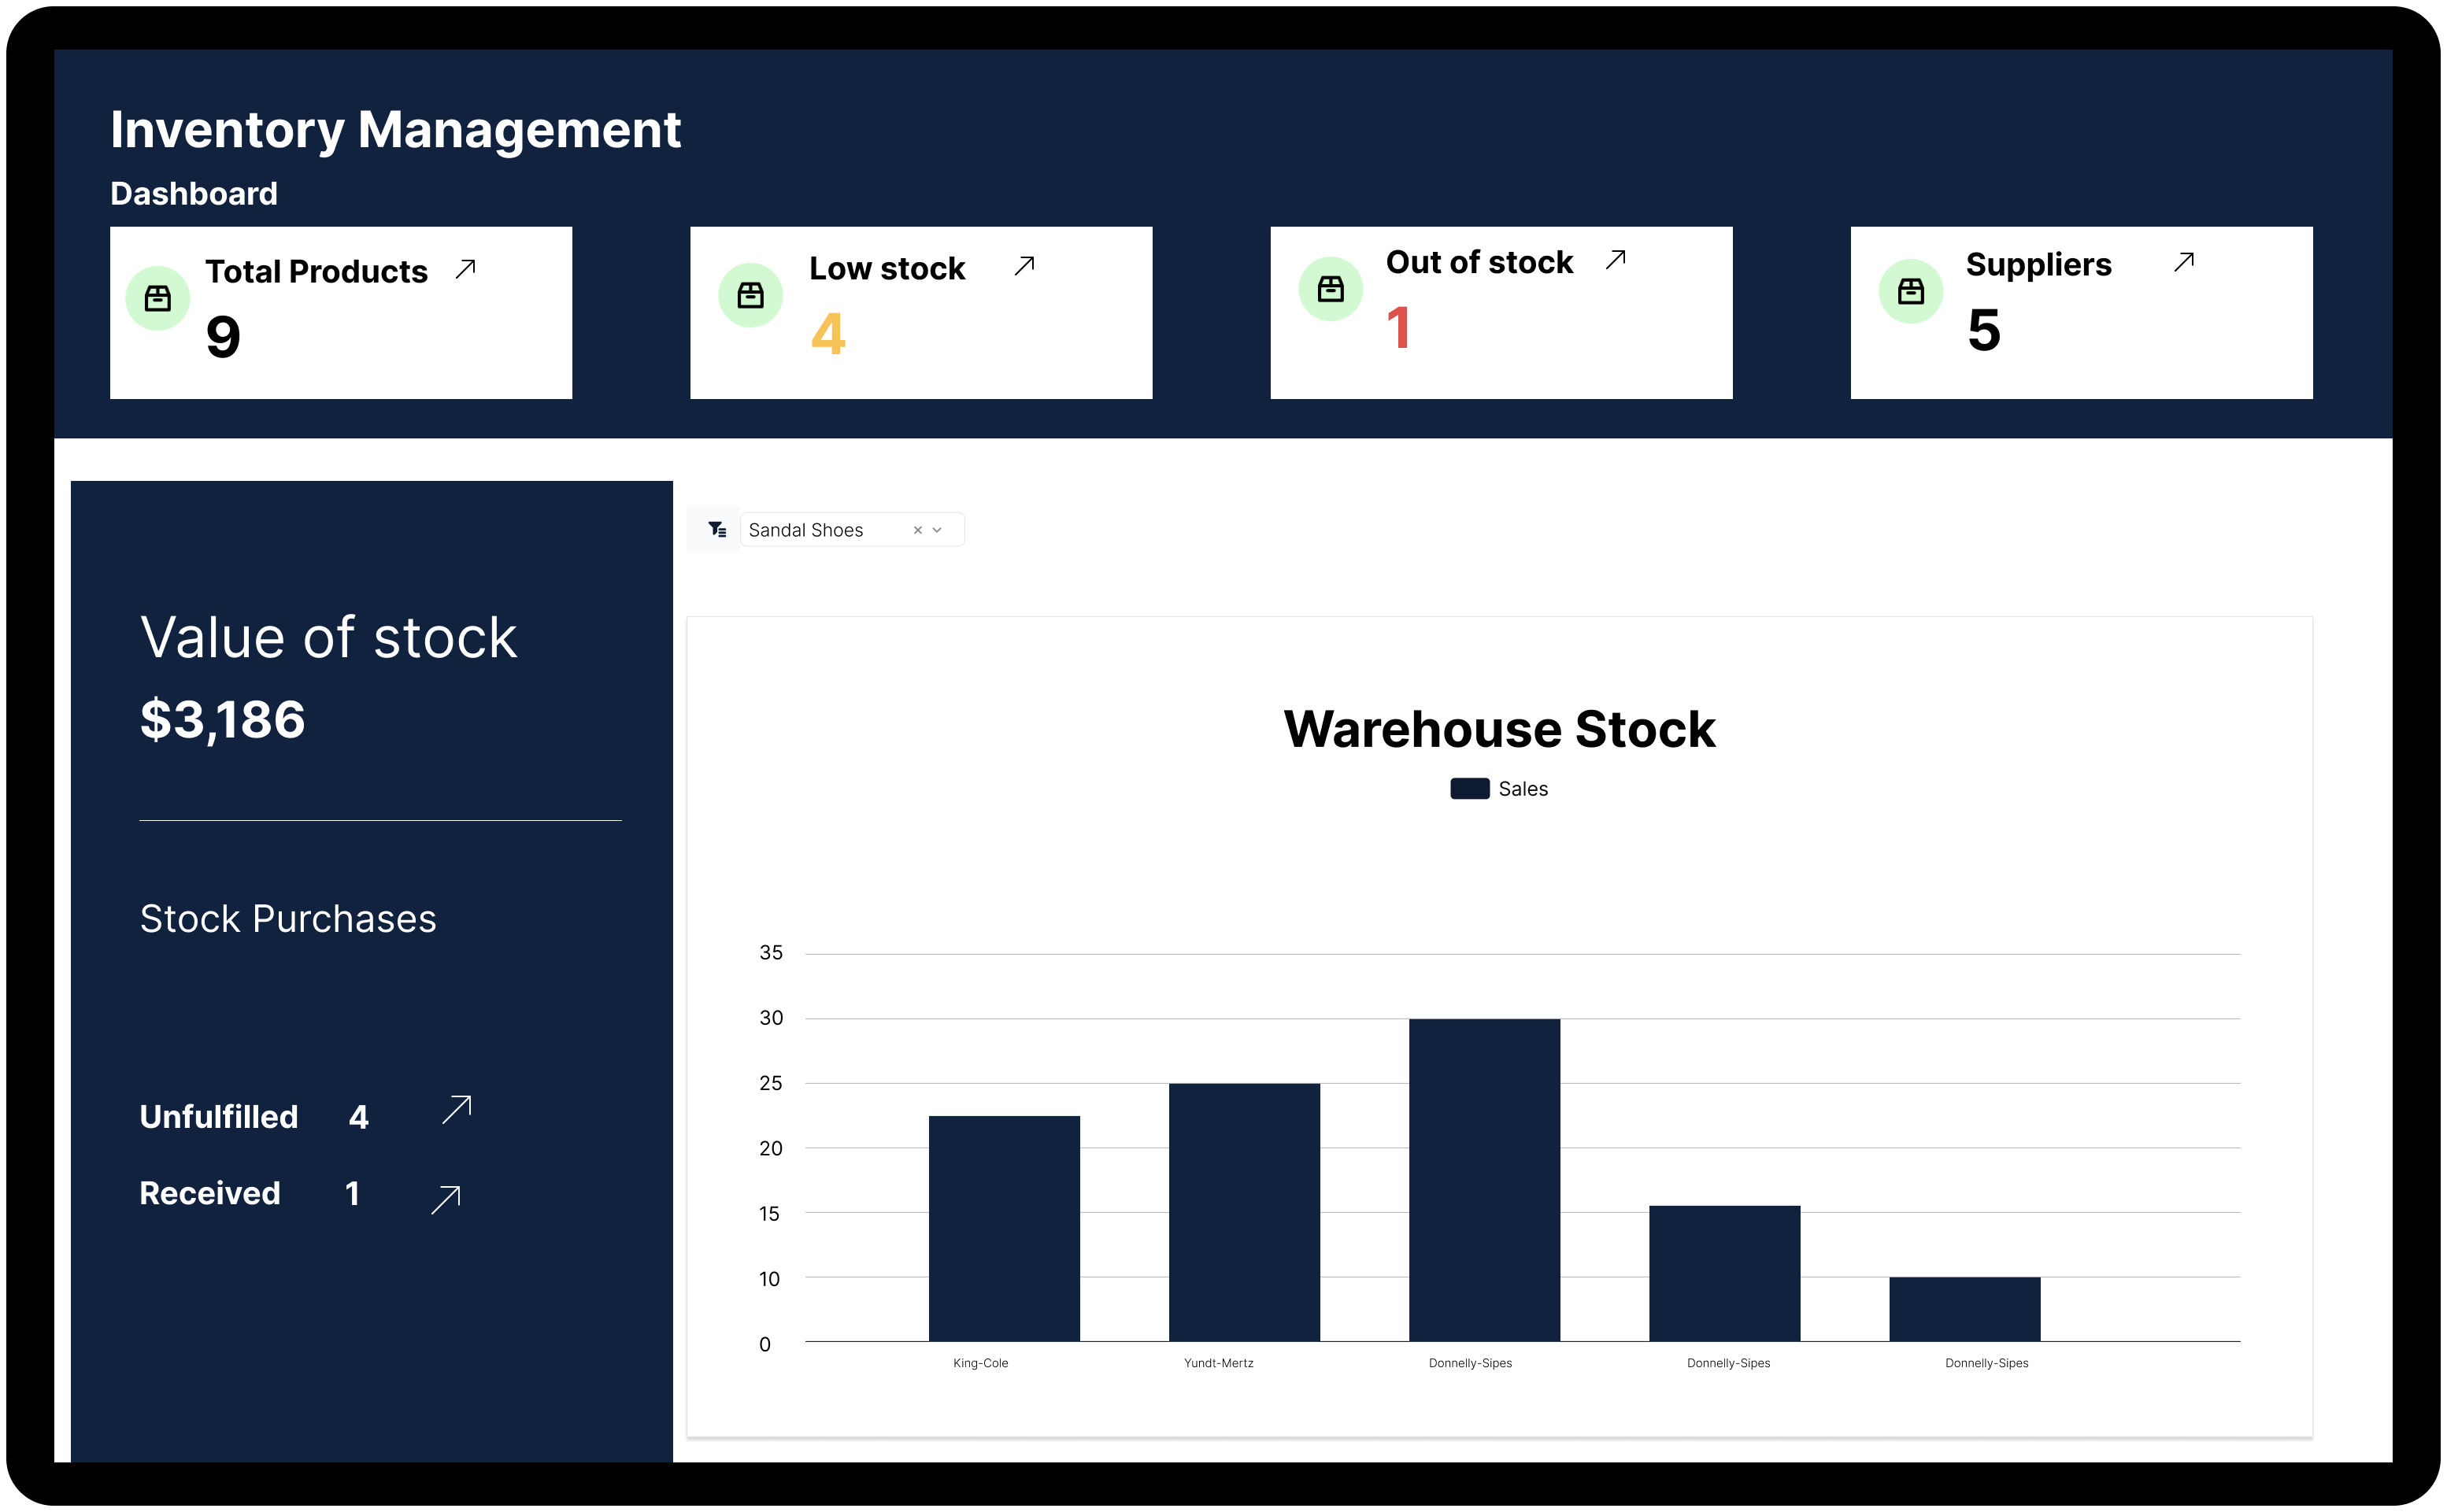 Inventory Management
Dashboard
Total Products
9
Low stock
4
Out of stock
1
Suppliers
5
Value of stock
$3,186
Stock Purchases
Unfulfilled 4
Received 1
Sandal Shoes
Warehouse Stock
Sales
35
30
25
20
15
10
0
King-Cole Yundt-Mertz Donnelly-Sipes Donnelly-Sipes Donnelly-Sipes